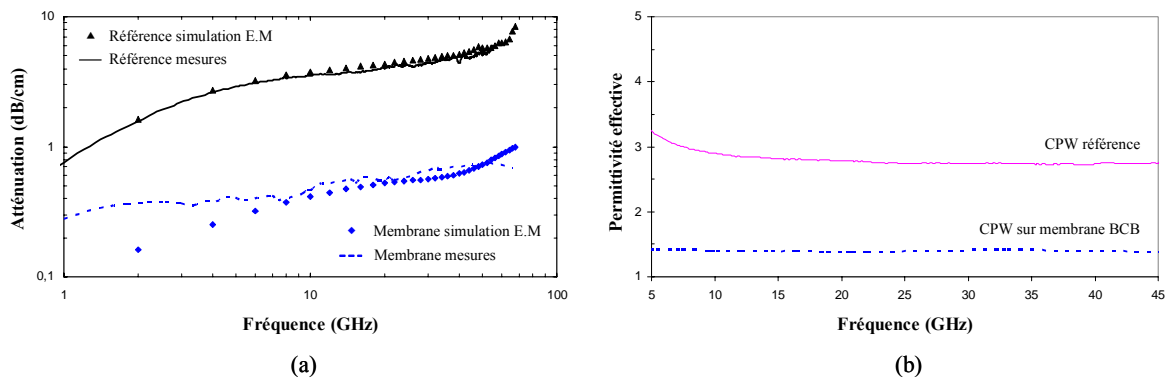 10
1
0,1
Atténuation (dB/cm)
Référence simulation E.M
Référence mesures
Membrane simulation E.M
Membrane mesures
1
10
100
Fréquence (GHz)
(a)
5
4
3
2
1
Permittivité effective
CPW référence
CPW sur membrane BCB
5
10
15
20
25
30
35
40
45
Fréquence (GHz)
(b)